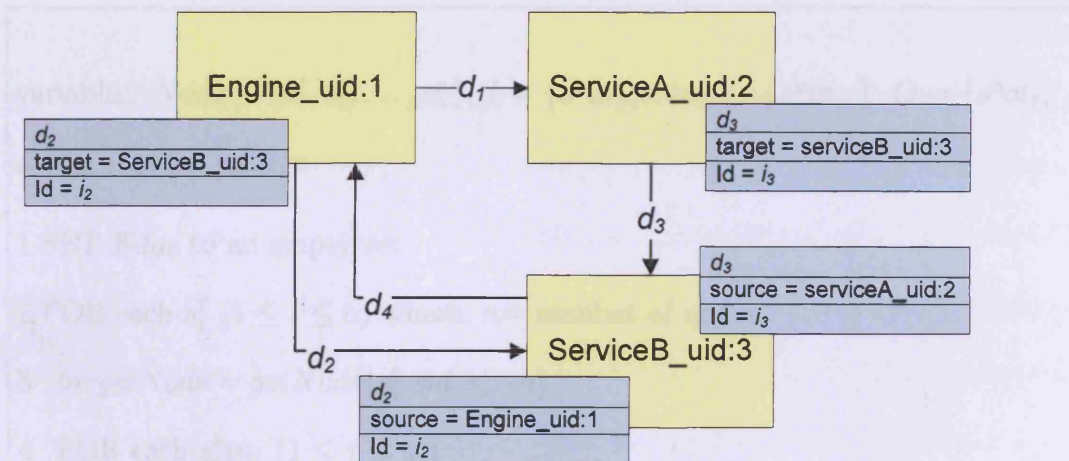 Engine_uid:1
d₁
ServiceA_uid:2
d₂
target = ServiceB_uid:3
Id = i₂
d₃
target = serviceB_uid:3
Id = i₃
d₃
d₃
source = serviceA_uid:2
Id = i₃
d₄
d₂
ServiceB_uid:3
d₂
source = Engine_uid:1
Id = i₂